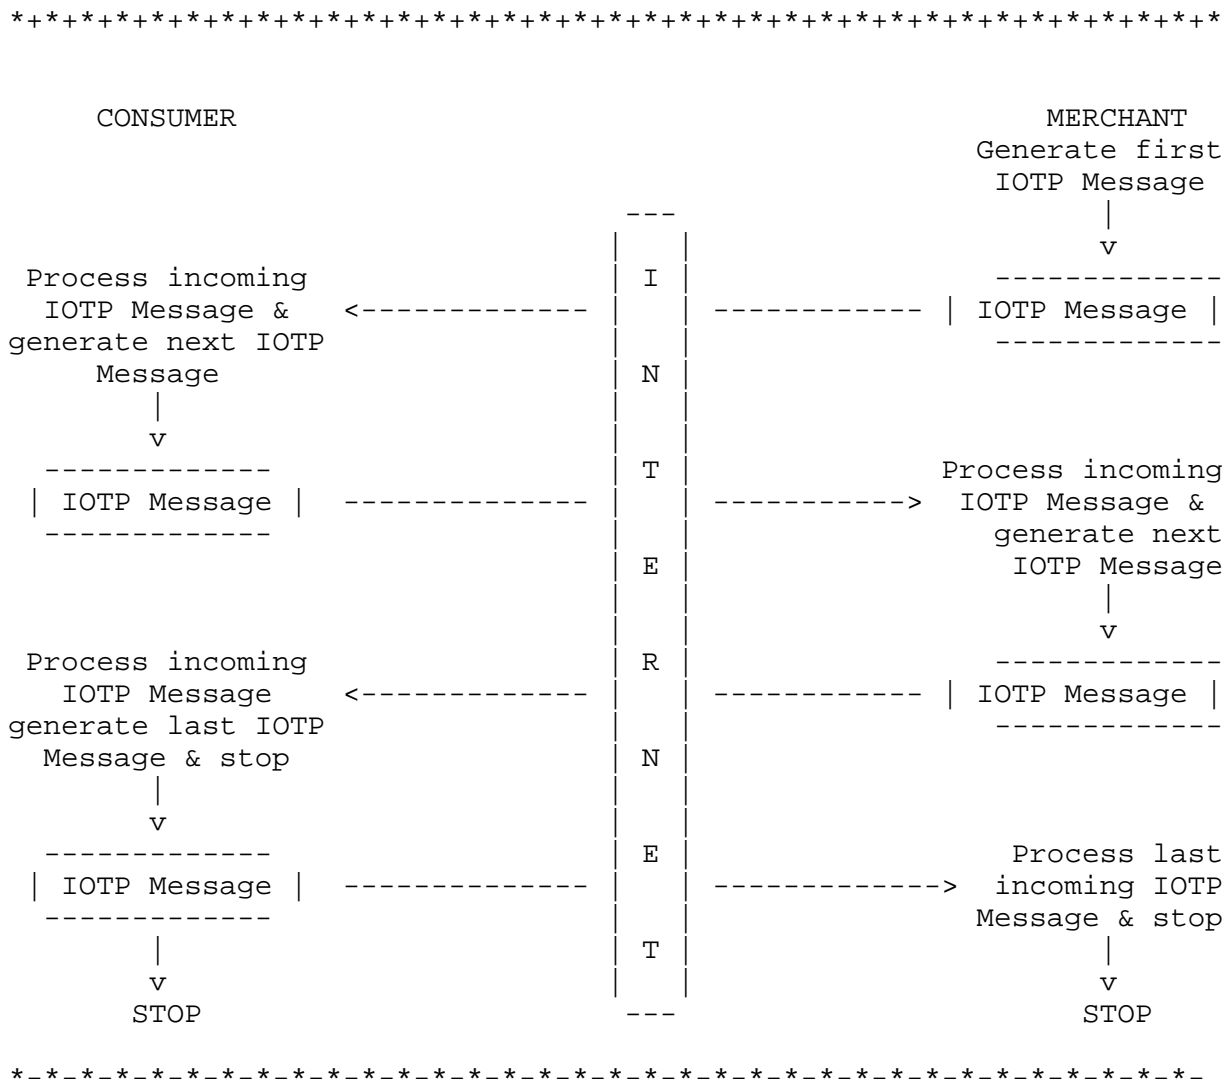 *+*+*+*+*+*+*+*+*+*+*+*+*+*+*+*+*+*+*+*+*+*+*+*+*+*+*+*+*+*+*+*+*+*+*
CONSUMER MERCHANT
Generate first
IOTP Message
---
| | |
| | v
Process incoming | I | -------------
IOTP Message & <------------- | | ------------ | IOTP Message |
generate next IOTP | | -------------
Message | N |
| | |
v | |
------------- | T | Process incoming
| IOTP Message | -------------- | | -----------> IOTP Message &
------------- | | generate next
| E | IOTP Message
| | |
| | v
Process incoming | R | -------------
IOTP Message <------------- | | ------------ | IOTP Message |
generate last IOTP | | -------------
Message & stop | N |
| | |
v | |
------------- | E | Process last
| IOTP Message | -------------- | | -------------> incoming IOTP
------------- | | Message & stop
| | T | |
v | | v
STOP --- STOP
*-*-*-*-*-*-*-*-*-*-*-*-*-*-*-*-*-*-*-*-*-*-*-*-*-*-*-*-*-*-*-*-*-*-